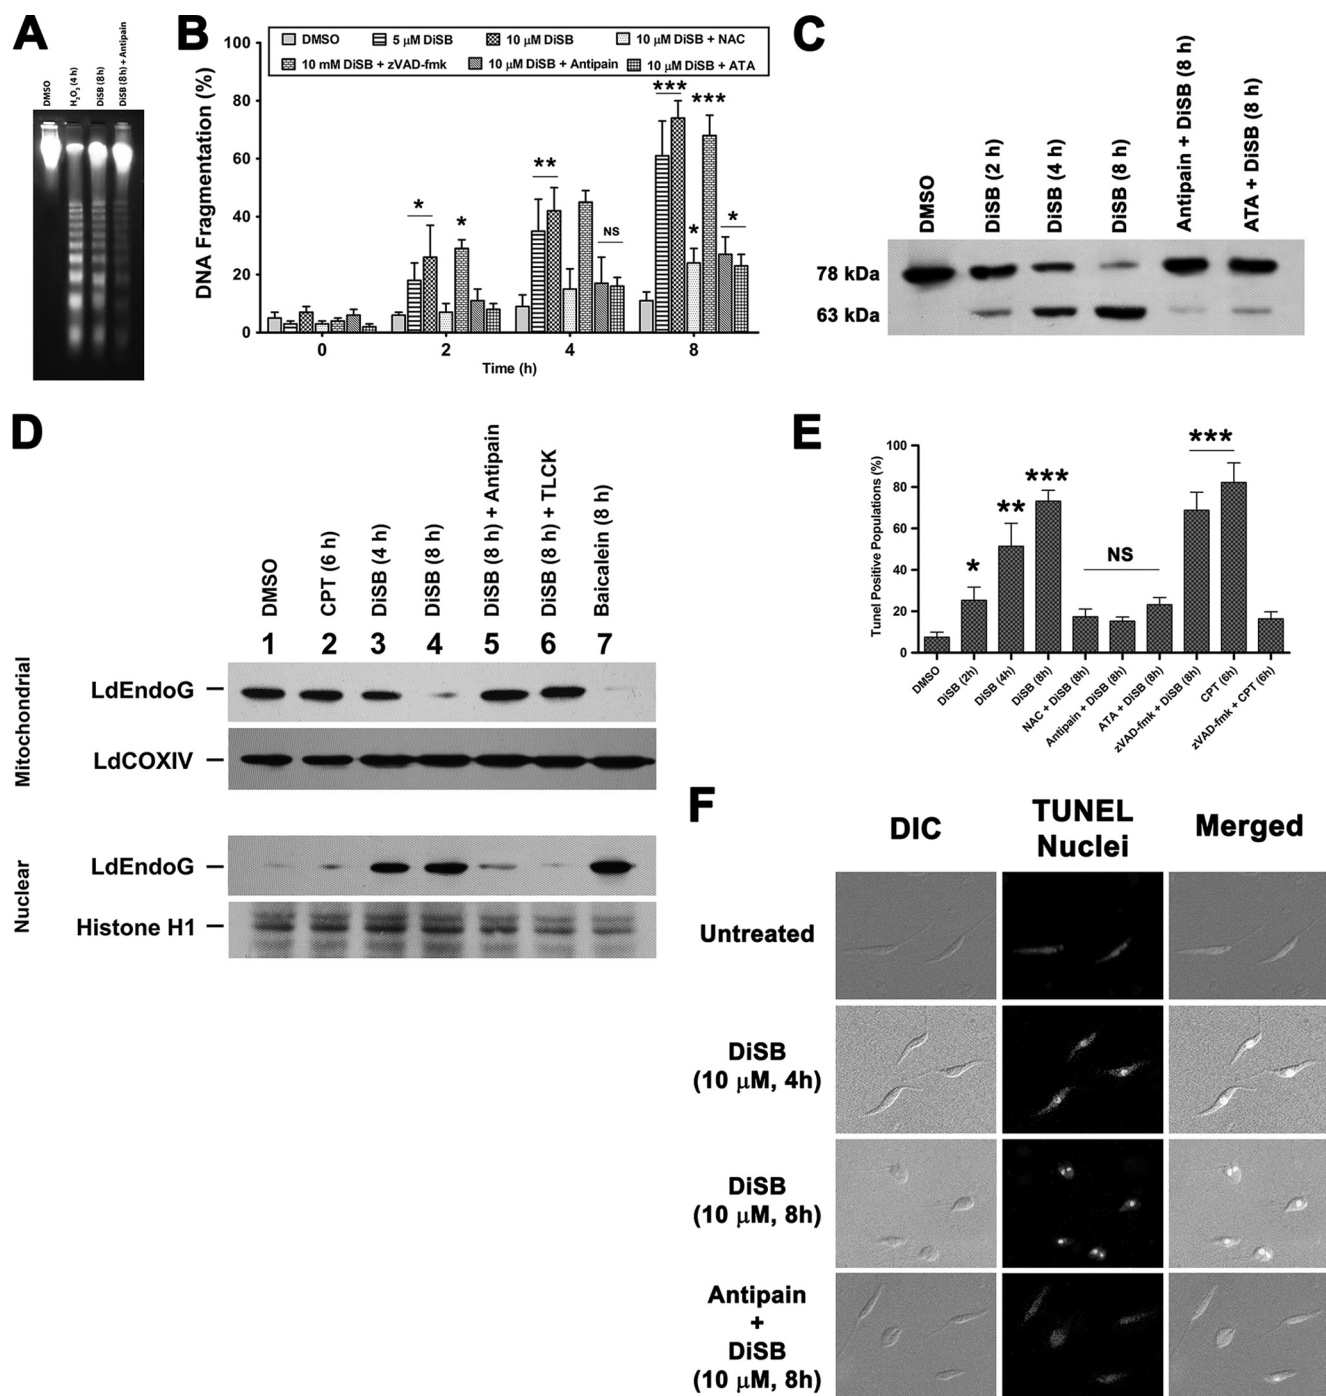 A
DMSO
H₂O₂ (4 h)
DiSB (8h)
DiSB (8h) + Antipain
B
DNA Fragmentation (%)
100
80
60
40
20
0
DMSO
5 μM DiSB
10 μM DiSB
10 μM DiSB + NAC
10 mM DiSB + zVAD-fmk
10 μM DiSB + Antipain
10 μM DiSB + ATA
*
*
**
NS
***
*
***
*
0
2
4
8
Time (h)
C
DMSO
DiSB (2 h)
DiSB (4 h)
DiSB (8 h)
Antipain + DiSB (8 h)
ATA + DiSB (8 h)
78 kDa
63 kDa
D
DMSO
CPT (6 h)
DiSB (4 h)
DiSB (8 h)
DiSB (8 h) + Antipain
DiSB (8 h) + TLCK
Baicalein (8 h)
1
2
3
4
5
6
7
Mitochondrial
LdEndoG
LdCOXIV
Nuclear
LdEndoG
Histone H1
E
Tunel Positive Populations (%)
100
80
60
40
20
0
*
**
***
NS
***
DMSO
DiSB (2h)
DiSB (4h)
DiSB (8h)
NAC + DiSB (8h)
Antipain + DiSB (8h)
ATA + DiSB (8h)
zVAD-fmk + DiSB (8h)
CPT (6h)
zVAD-fmk + CPT (6h)
F
DIC
TUNEL
Nuclei
Merged
Untreated
DiSB
(10 μM, 4h)
DiSB
(10 μM, 8h)
Antipain
+
DiSB
(10 μM, 8h)